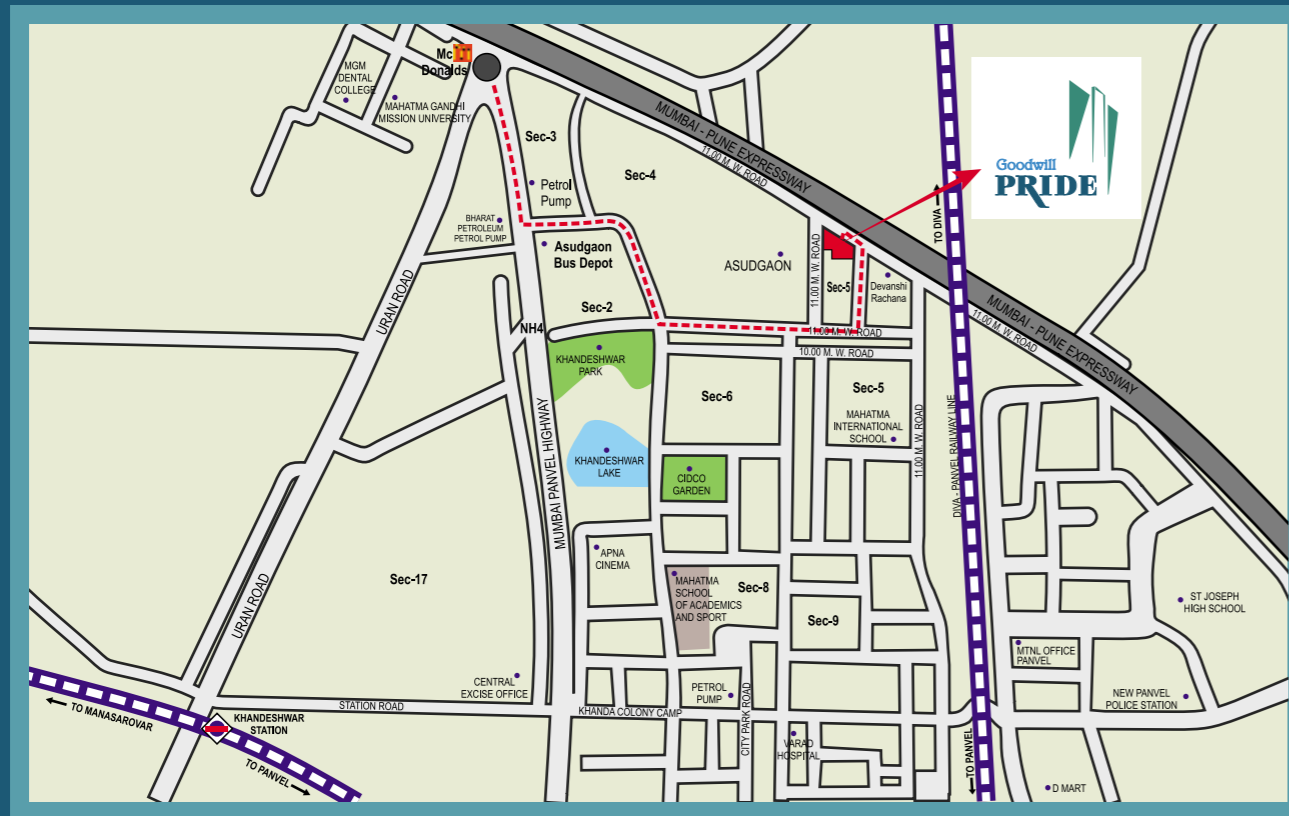 Mc
Donalds
MGM
DENTAL
COLLEGE
MAHATMA GANDHI
MISSION UNIVERSITY
Sec-3
Sec-4
Petrol
Pump
BHARAT
PETROLEUM
PETROL PUMP
Asudgaon
Bus Depot
Sec-2
NH4
URAN ROAD
MUMBAI - PUNE EXPRESSWAY
11.00 M. W. ROAD
Goodwill
PRIDE
TO DIVA
ASUDGAON
11.00 M. W. ROAD
Sec-5
Devanshi
Rachana
11.00 M. W. ROAD
10.00 M. W. ROAD
MUMBAI - PUNE EXPRESSWAY
11.00 M. W. ROAD
KHANDESHWAR
PARK
Sec-6
Sec-5
MAHATMA
INTERNATIONAL
SCHOOL
11.00 M. W. ROAD
DIVA - PANVEL RAILWAY LINE
MUMBAI PANVEL HIGHWAY
KHANDESHWAR
LAKE
CIDCO
GARDEN
APNA
CINEMA
MAHATMA
SCHOOL
OF ACADEMICS
AND SPORT
Sec-8
Sec-9
Sec-17
URAN ROAD
ST JOSEPH
HIGH SCHOOL
MTNL OFFICE
PANVEL
NEW PANVEL
POLICE STATION
CENTRAL
EXCISE OFFICE
PETROL
PUMP
STATION ROAD
KHANDA COLONY CAMP
CITY PARK ROAD
VARAD
HOSPITAL
TO MANASAROVAR
KHANDESHWAR
STATION
TO PANVEL
TO PANVEL
D MART